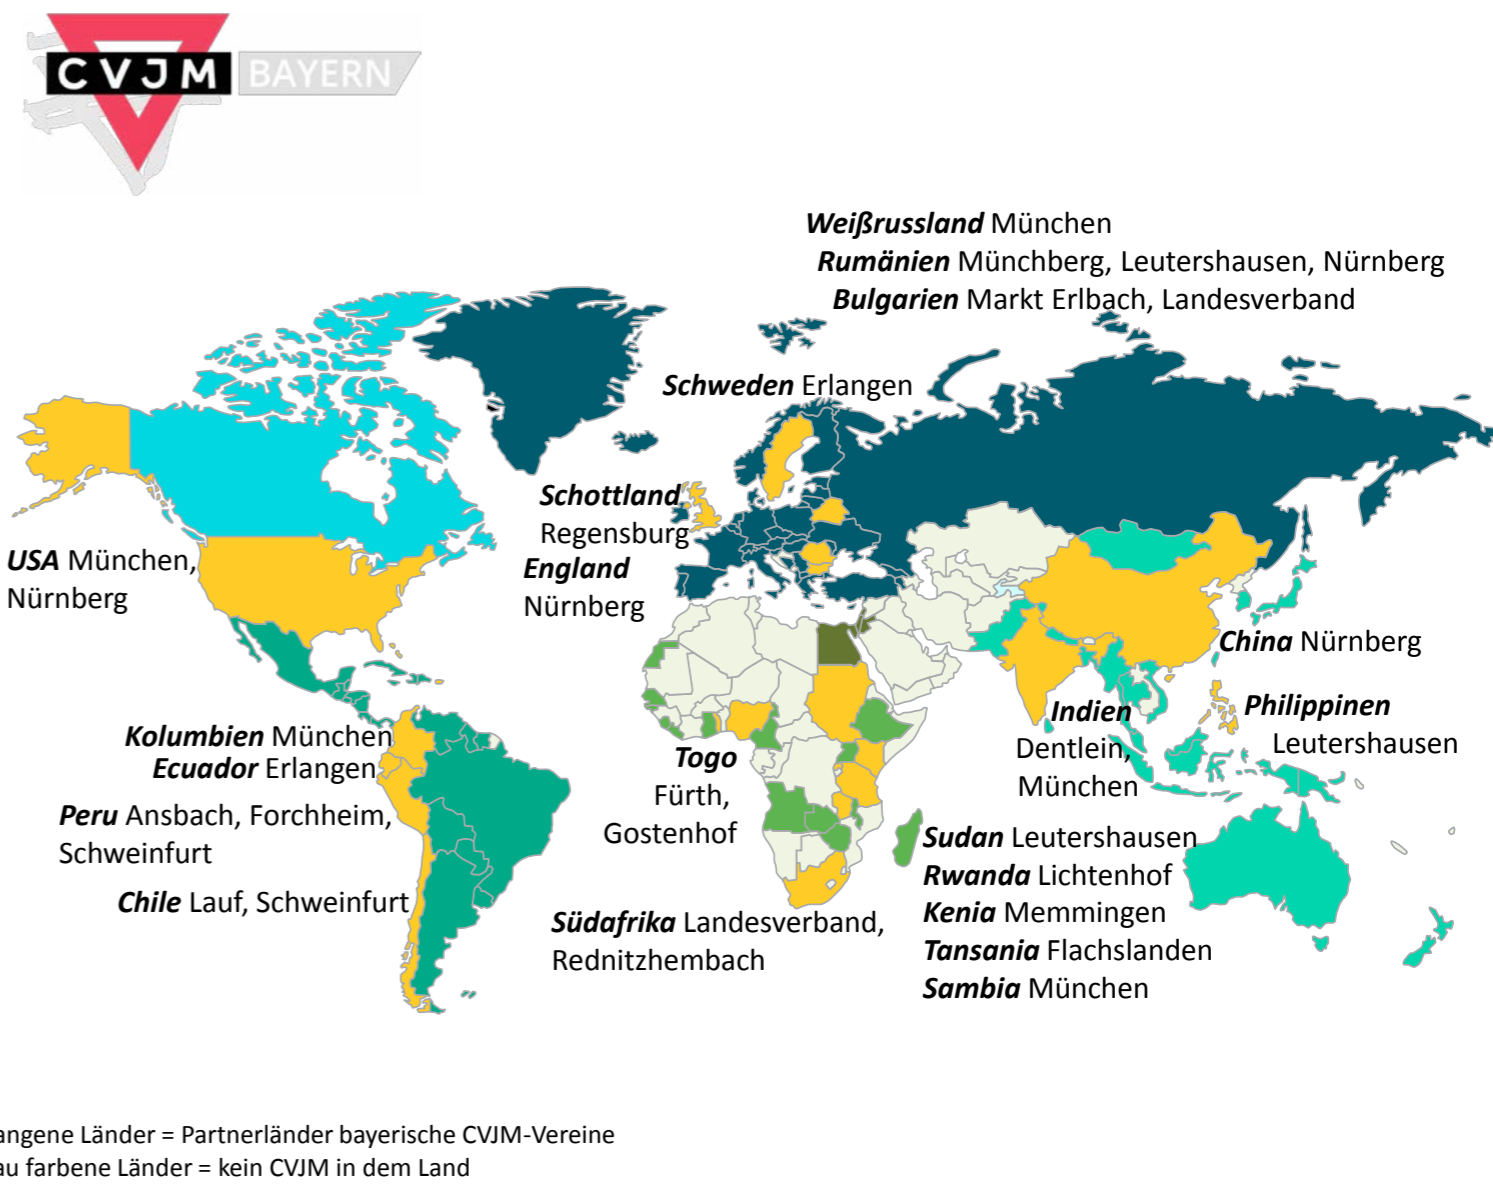 CVJM BAYERN
Weißrussland München
Rumänien Münchberg, Leutershausen, Nürnberg
Bulgarien Markt Erlbach, Landesverband
Schweden Erlangen
Schottland
Regensburg
England
Nürnberg
USA München,
Nürnberg
China Nürnberg
Indien
Dentlein,
München
Philippinen
Leutershausen
Kolumbien München
Ecuador Erlangen
Peru Ansbach, Forchheim,
Schweinfurt
Chile Lauf, Schweinfurt
Togo
Fürth,
Gostenhof
Südafrika Landesverband,
Rednitzhembach
Sudan Leutershausen
Rwanda Lichtenhof
Kenia Memmingen
Tansania Flachslanden
Sambia München
angene Länder = Partnerländer bayerische CVJM-Vereine
au farbene Länder = kein CVJM in dem Land